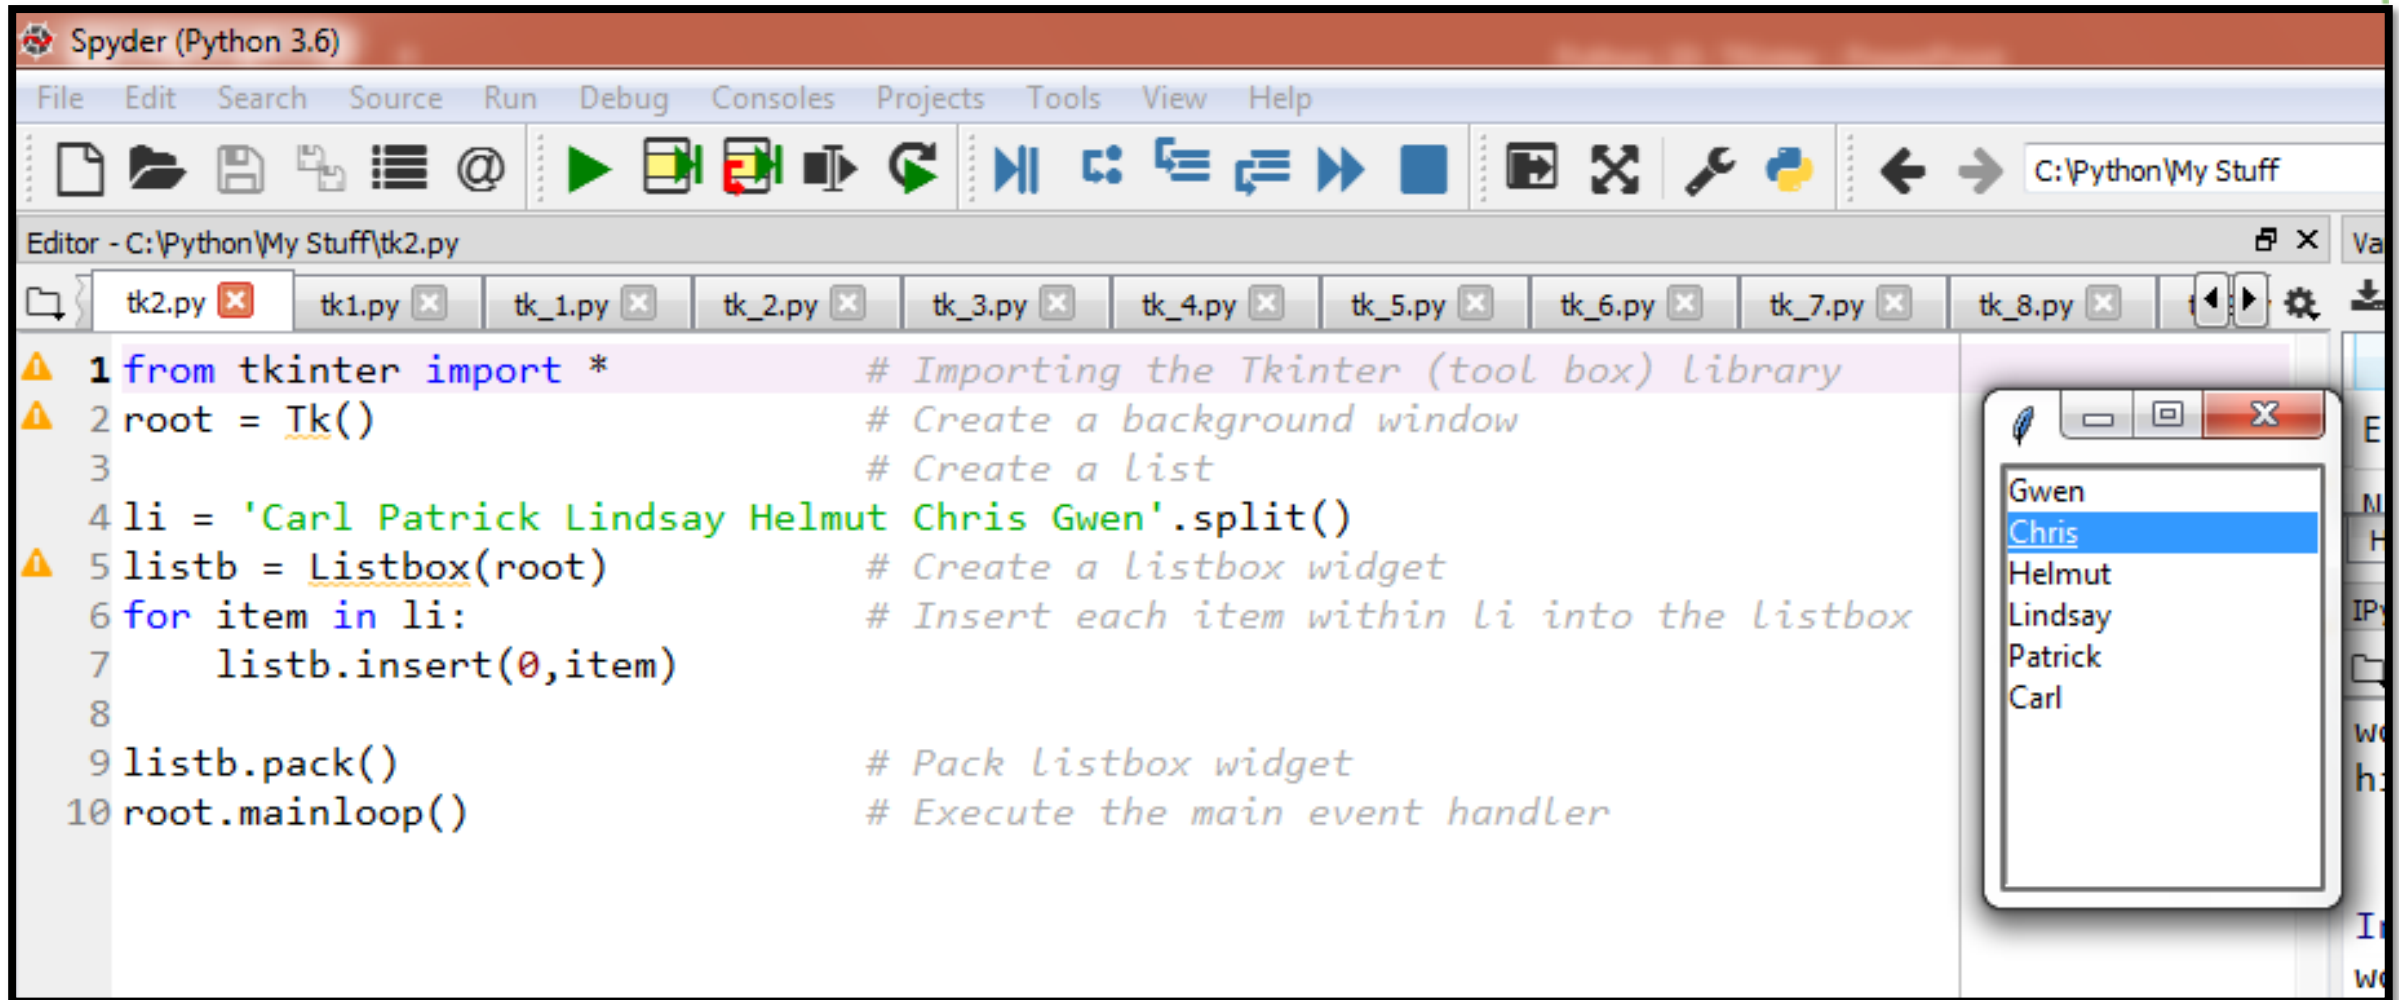 Spyder (Python 3.6)
File Edit Search Source Run Debug Consoles Projects Tools View Help
C:\Python\My Stuff
Editor - C:\Python\My Stuff\tk2.py
Va
tk2.py tk1.py tk_1.py tk_2.py tk_3.py tk_4.py tk_5.py tk_6.py tk_7.py tk_8.py
1 from tkinter import * # Importing the Tkinter (tool box) library
2 root = Tk() # Create a background window
3 # Create a list
4 li = 'Carl Patrick Lindsay Helmut Chris Gwen'.split()
5 listb = Listbox(root) # Create a listbox widget
6 for item in li: # Insert each item within li into the listbox
7 listb.insert(0,item)
8
9 listb.pack() # Pack listbox widget
10 root.mainloop() # Execute the main event handler
Gwen
Chris
Helmut
Lindsay
Patrick
Carl